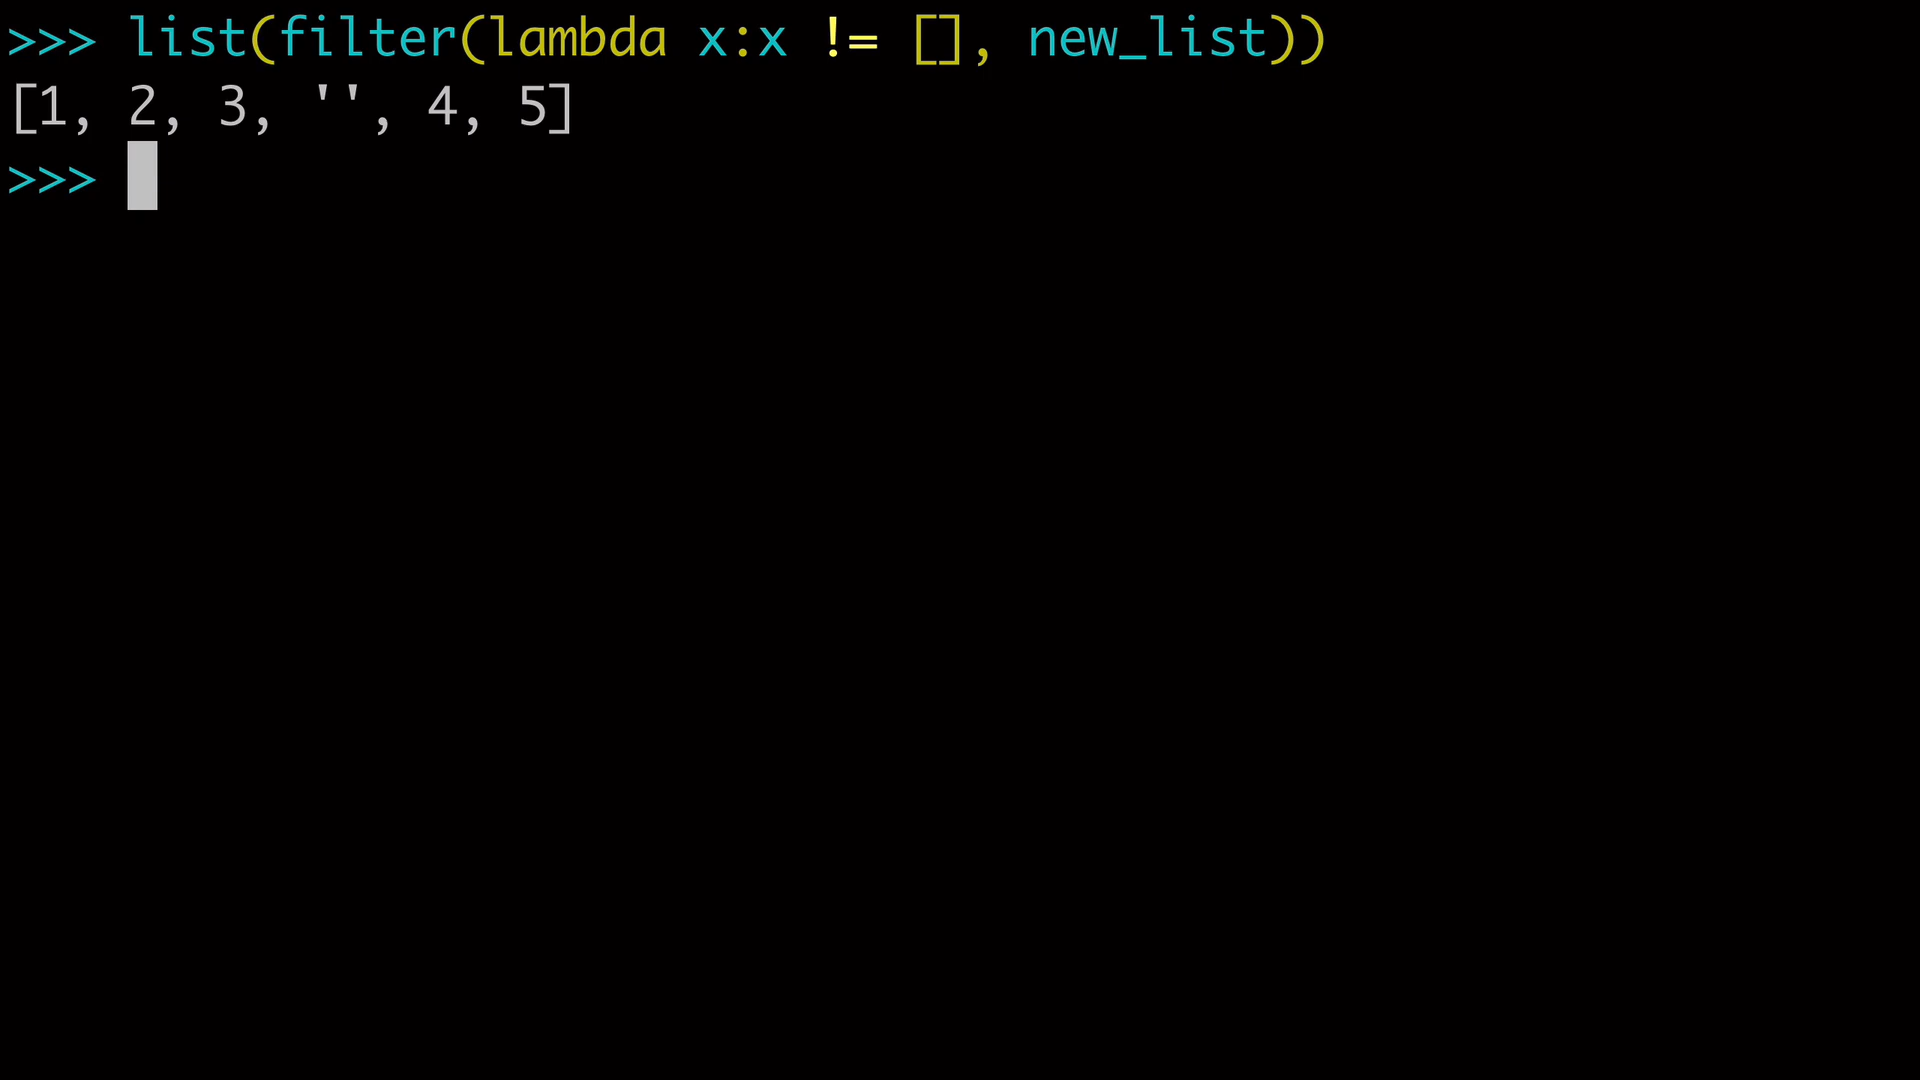 >>> list(filter(lambda x:x != [], new_list))
[1, 2, 3, '', 4, 5]
>>>